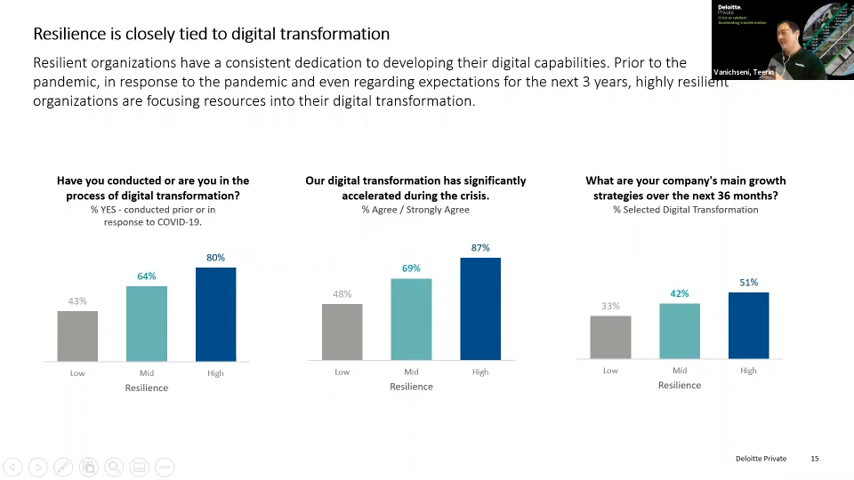 Resilience is closely tied to digital transformation
Resilient organizations have a consistent dedication to developing their digital capabilities. Prior to the
pandemic, in response to the pandemic and even regarding expectations for the next 3 years, highly resilient
organizations are focusing resources into their digital transformation.
Deloitte.
Private
Crisis as catalyst
Accelerating transformation
Vanichseni, Teerin
Have you conducted or are you in the
process of digital transformation?
% YES - conducted prior or in
response to COVID-19.
80%
64%
43%
Low Mid High
Resilience
Our digital transformation has significantly
accelerated during the crisis.
% Agree / Strongly Agree
87%
69%
48%
Low Mid High
Resilience
What are your company's main growth
strategies over the next 36 months?
% Selected Digital Transformation
51%
42%
33%
Low Mid High
Resilience
Deloitte Private 15